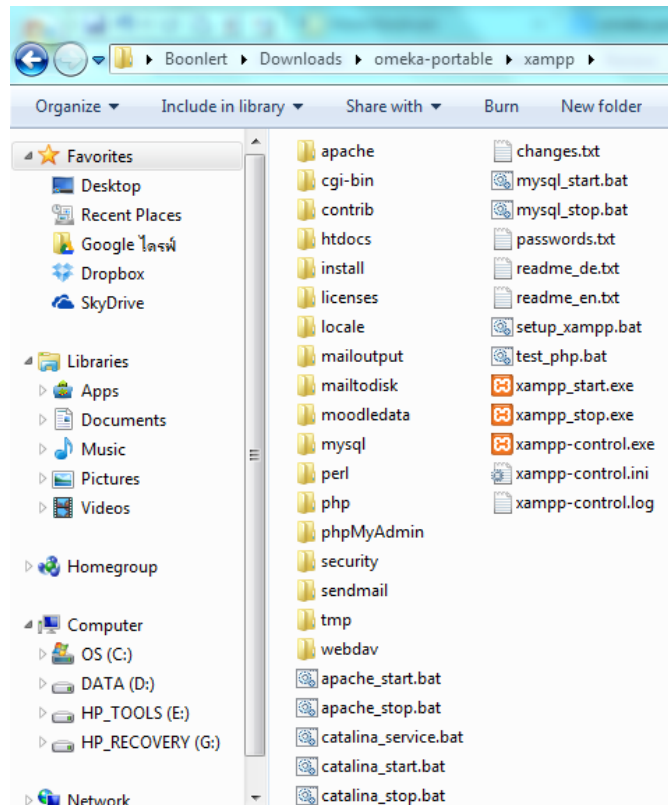 Boonlert Downloads omeka-portable xampp
Organize Include in library Share with Burn New folder
Favorites
Desktop
Recent Places
Google ไดรฟ์
Dropbox
SkyDrive
Libraries
Apps
Documents
Music
Pictures
Videos
Homegroup
Computer
OS (C:)
DATA (D:)
HP_TOOLS (E:)
HP_RECOVERY (G:)
Network
apache
cgi-bin
contrib
htdocs
install
licenses
locale
mailoutput
mailtodisk
moodledata
mysql
perl
php
phpMyAdmin
security
sendmail
tmp
webdav
apache_start.bat
apache_stop.bat
catalina_service.bat
catalina_start.bat
catalina_stop.bat
changes.txt
mysql_start.bat
mysql_stop.bat
passwords.txt
readme_de.txt
readme_en.txt
setup_xampp.bat
test_php.bat
xampp_start.exe
xampp_stop.exe
xampp-control.exe
xampp-control.ini
xampp-control.log